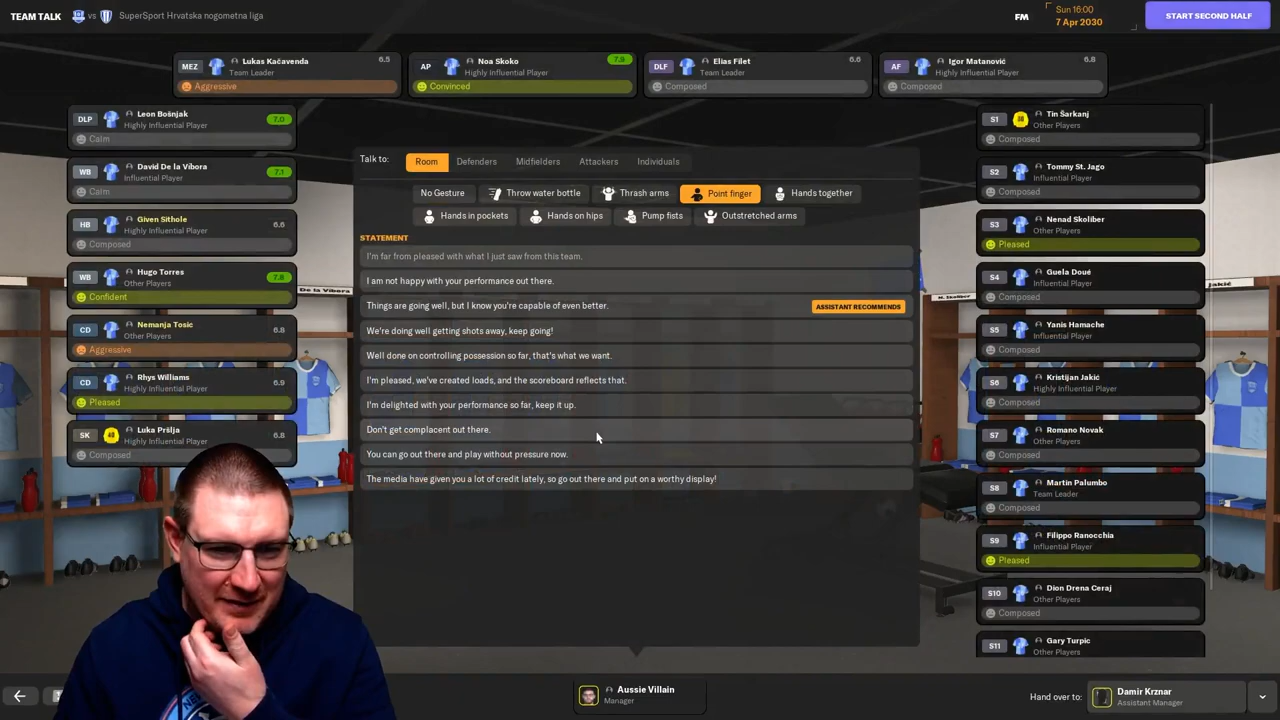 TEAM TALK
vs
SuperSport Hrvatska nogometna liga
FM
Sun 16:00
7 Apr 2030
START SECOND HALF
MEZ
Lukas Kačavenda
6.5
Team Leader
Aggressive
AP
Noa Skoko
Highly Influential Player
Convinced
DLF
Elias Filet
6.6
Team Leader
Composed
AF
Igor Matanović
6.8
Highly Influential Player
Composed
DLP
Leon Bošnjak
7.0
Highly Influential Player
Calm
WB
David De la Víbora
7.1
Influential Player
Calm
HB
Given Sithole
6.6
Highly Influential Player
Composed
WB
Hugo Torres
Other Players
Confident
CD
Nemanja Tosic
6.8
Other Players
Aggressive
CD
Rhys Williams
6.9
Highly Influential Player
Pleased
SK
Luka Pršlja
6.8
Highly Influential Player
Composed
Talk to:
Room
Defenders
Midfielders
Attackers
Individuals
No Gesture
Throw water bottle
Thrash arms
Point finger
Hands together
Hands in pockets
Hands on hips
Pump fists
Outstretched arms
STATEMENT
I'm far from pleased with what I just saw from this team.
I am not happy with your performance out there.
Things are going well, but I know you're capable of even better.
ASSISTANT RECOMMENDS
We're doing well getting shots away, keep going!
Well done on controlling possession so far, that's what we want.
I'm pleased, we've created loads, and the scoreboard reflects that.
I'm delighted with your performance so far, keep it up.
Don't get complacent out there.
You can go out there and play without pressure now.
The media have given you a lot of credit lately, so go out there and put on a worthy display!
S1
Tin Šarkanj
Other Players
Composed
S2
Tommy St. Jago
Influential Player
Composed
S3
Nenad Skoliber
Other Players
Pleased
S4
Guela Doué
Highly Influential Player
Composed
S5
Yanis Hamache
Other Players
Composed
S6
Kristijan Jakić
Highly Influential Player
Composed
S7
Romano Novak
Other Players
Composed
S8
Martin Palumbo
Team Leader
Composed
S9
Filippo Ranocchia
Influential Player
Pleased
S10
Dion Drena Ceraj
Other Players
Composed
S11
Gary Turpic
Other Players
De la Víbora
N. Skoliber
Jakić
Aussie Villain
Manager
Hand over to:
Damir Krznar
Assistant Manager